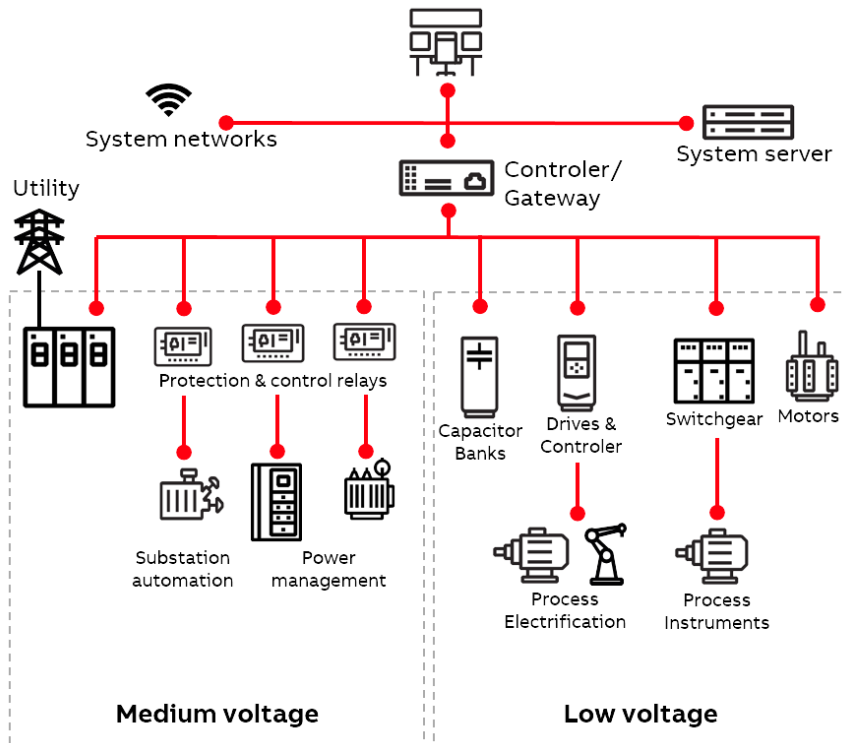 System networks
System server
Controler/
Gateway
Utility
Protection & control relays
Capacitor
Banks
Drives &
Controler
Switchgear
Motors
Substation
automation
Power
management
Process
Electrification
Process
Instruments
Medium voltage
Low voltage